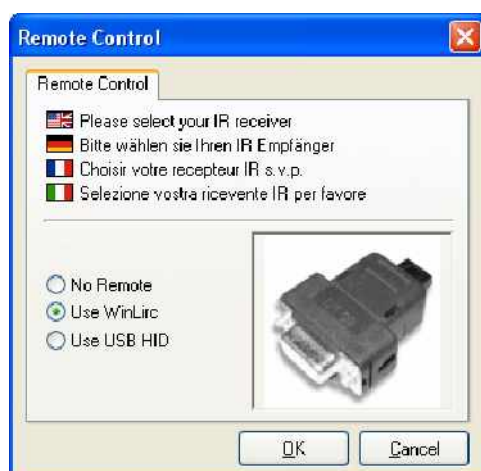 Remote Control
Remote Control
Please select your IR receiver
Bitte wählen sie Ihren IR Empfänger
Choisir votre recepteur IR s.v.p.
Selezione vostra ricevente IR per favore
No Remote
Use WinLirc
Use USB HID
OK
Cancel